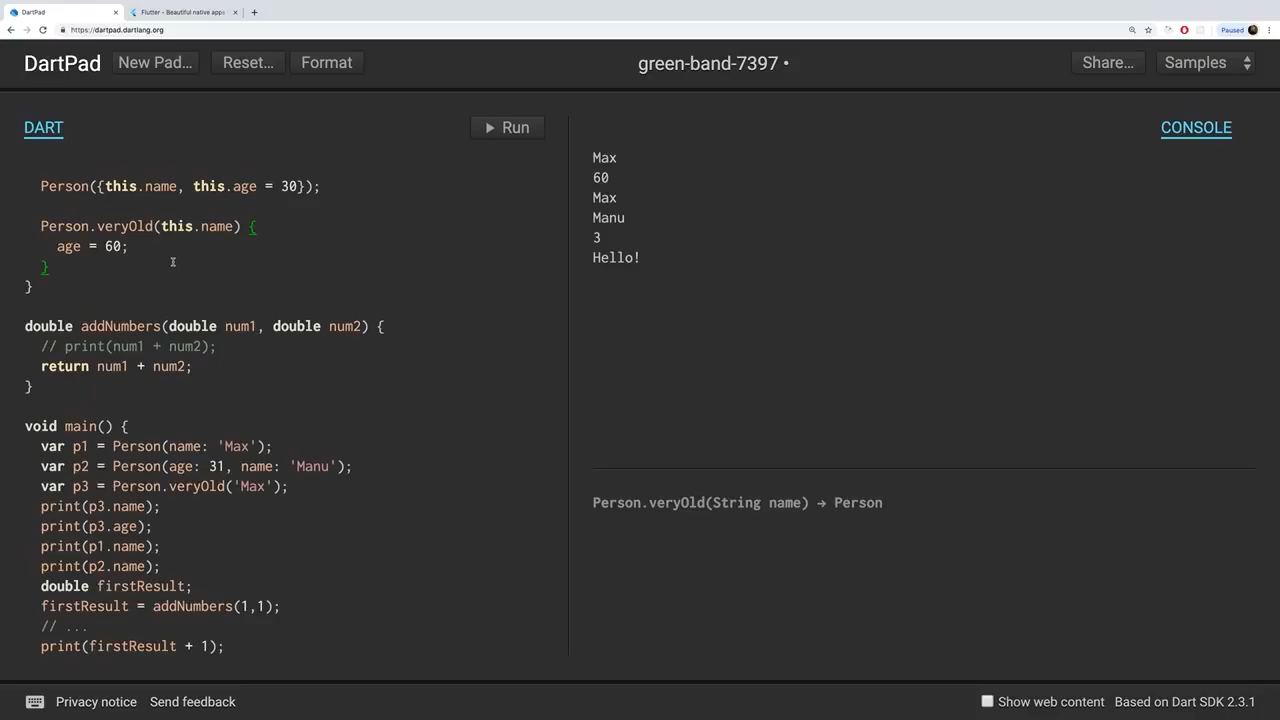 DartPad
Flutter - Beautiful native apps
https://dartpad.dartlang.org
Paused
DartPad
New Pad...
Reset...
Format
green-band-7397 •
Share...
Samples
DART
Run
CONSOLE
Person({this.name, this.age = 30});
Person.veryOld(this.name) {
age = 60;
}
}
double addNumbers(double num1, double num2) {
// print(num1 + num2);
return num1 + num2;
}
void main() {
var p1 = Person(name: 'Max');
var p2 = Person(age: 31, name: 'Manu');
var p3 = Person.veryOld('Max');
print(p3.name);
print(p3.age);
print(p1.name);
print(p2.name);
double firstResult;
firstResult = addNumbers(1,1);
// ...
print(firstResult + 1);
Max
60
Max
Manu
3
Hello!
Person.veryOld(String name) → Person
Privacy notice
Send feedback
Show web content
Based on Dart SDK 2.3.1